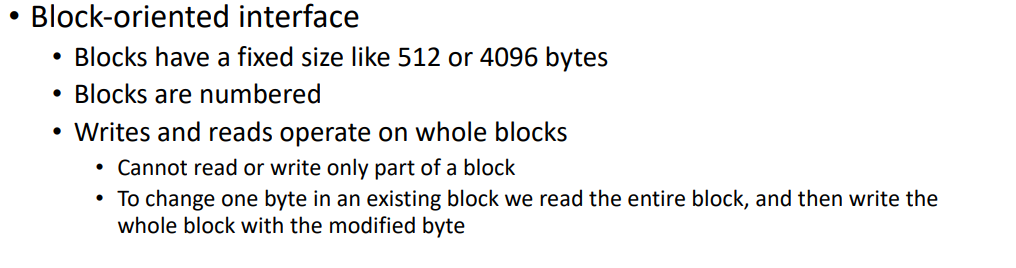 • Block-oriented interface
• Blocks have a fixed size like 512 or 4096 bytes
• Blocks are numbered
• Writes and reads operate on whole blocks
• Cannot read or write only part of a block
• To change one byte in an existing block we read the entire block, and then write the
whole block with the modified byte